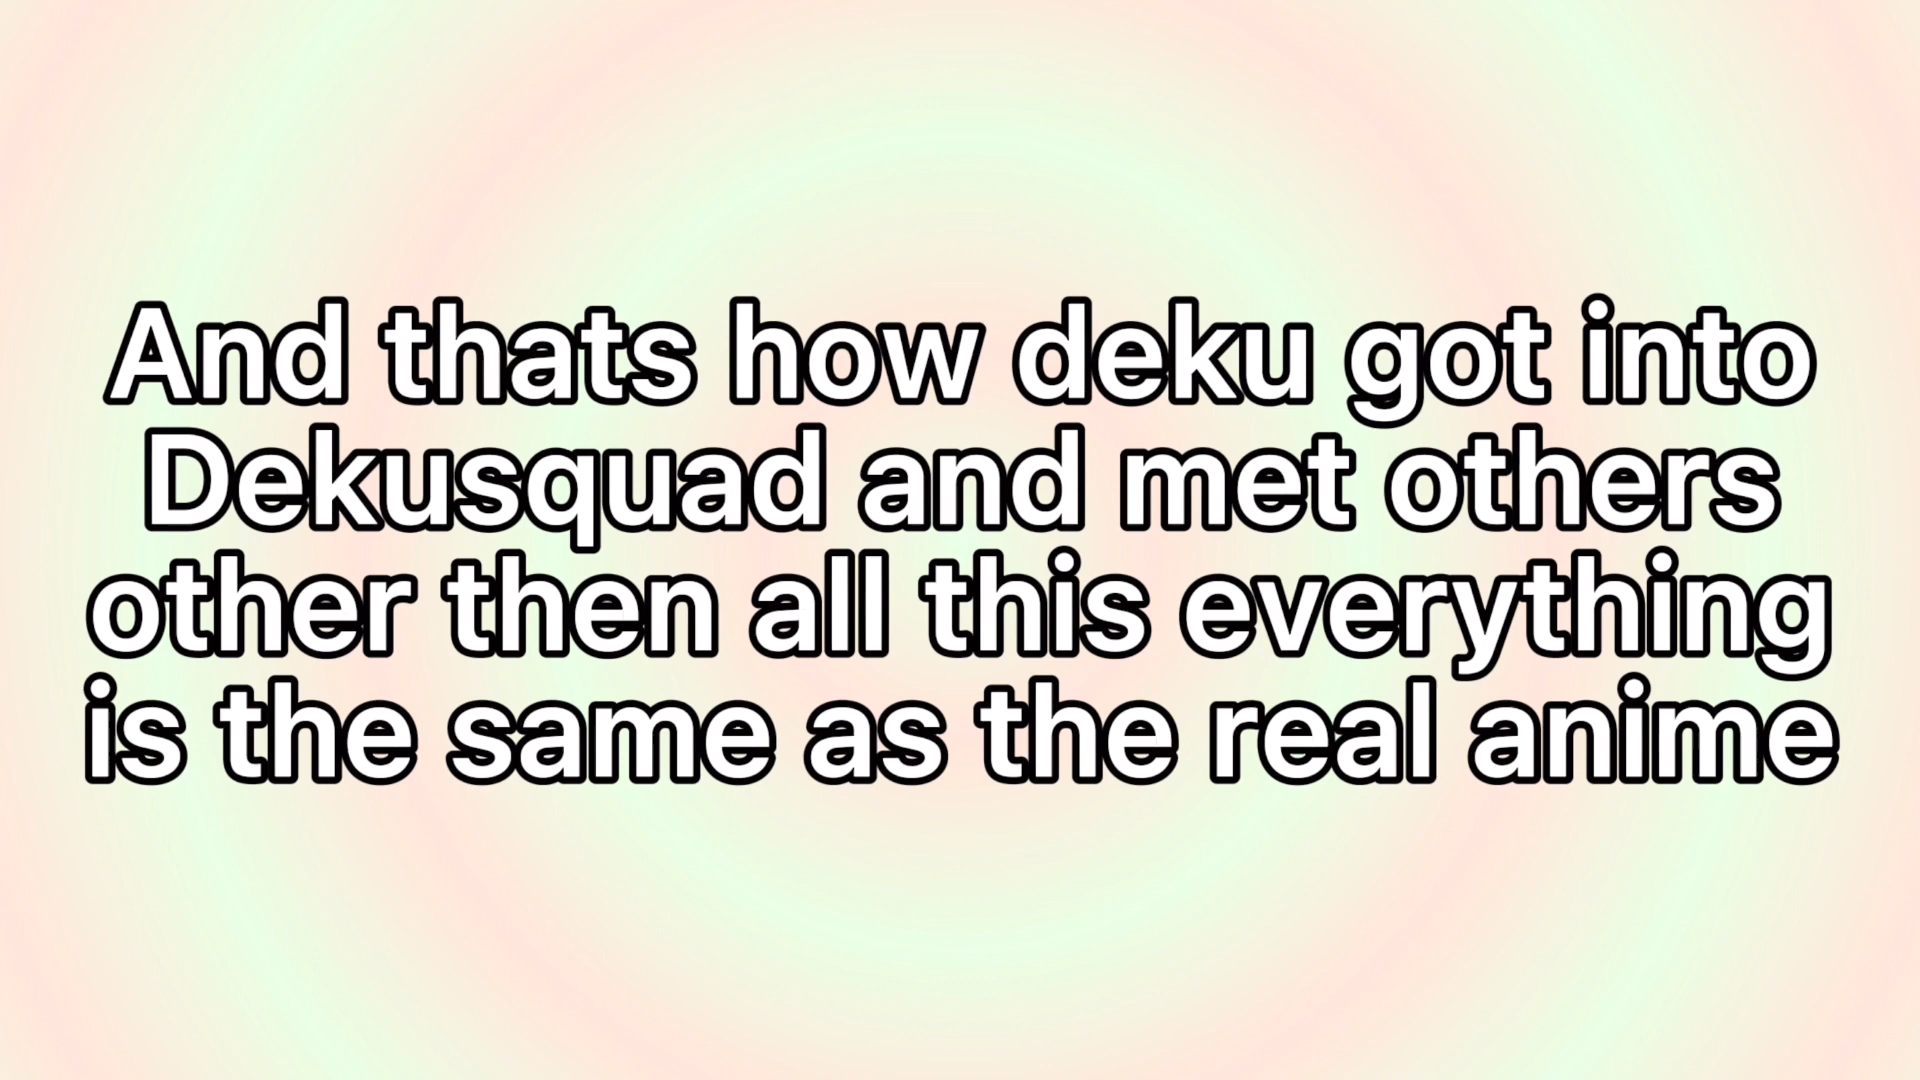 And thats how deku got into
Dekusquad and met others
other then all this everything
is the same as the real anime